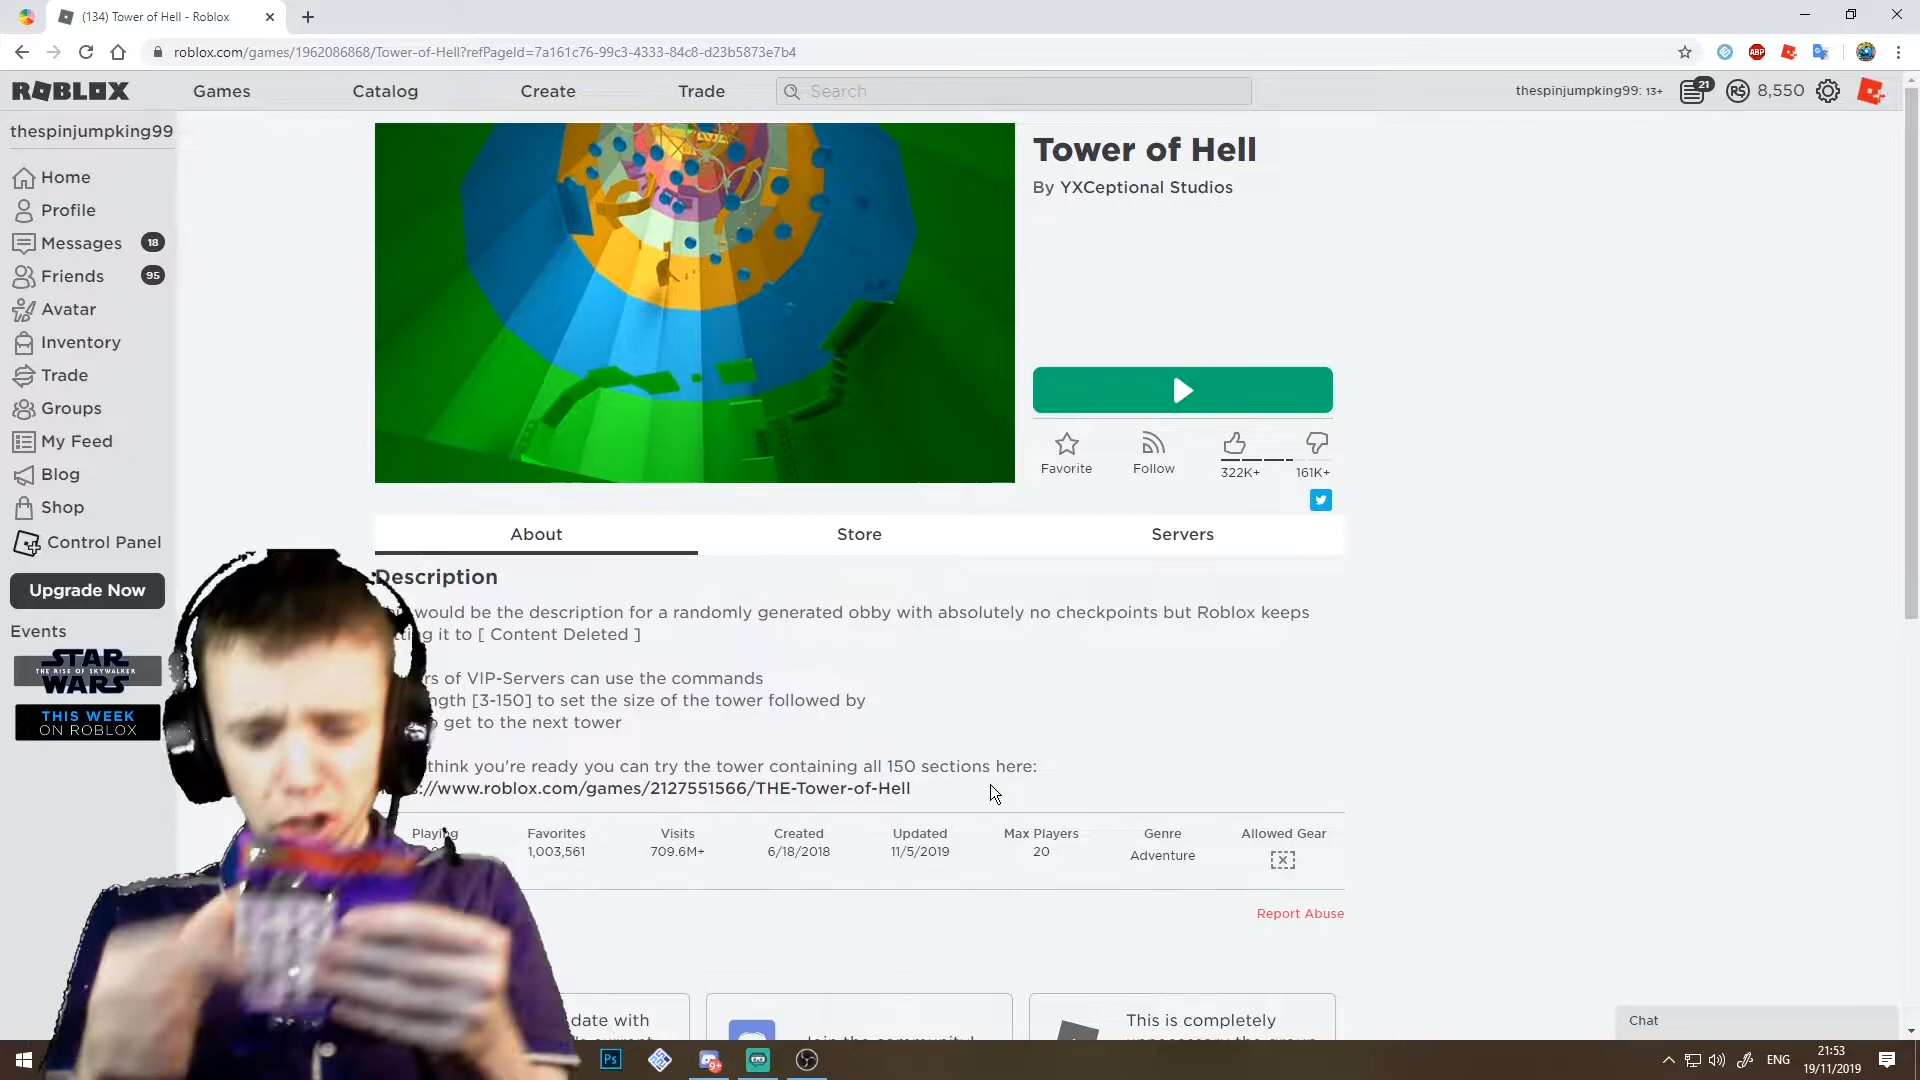 (134) Tower of Hell - Roblox
roblox.com/games/1962086868/Tower-of-Hell?refPageId=7a161c76-99c3-4333-84c8-d23b5873e7b4
ABP
ROBLOX
Games
Catalog
Create
Trade
Search
thespinjumpking99: 13+
21
R$
8,550
thespinjumpking99
Home
Profile
Messages 18
Friends 95
Avatar
Inventory
Trade
Groups
My Feed
Blog
Shop
Control Panel
Upgrade Now
Events
STAR
THE RISE OF SKYWALKER
WARS
THIS WEEK
ON ROBLOX
Tower of Hell
By YXCeptional Studios
Favorite
Follow
322K+
161K+
About
Store
Servers
Description
would be the description for a randomly generated obby with absolutely no checkpoints but Roblox keeps
it to [ Content Deleted ]
of VIP-Servers can use the commands
[3-150] to set the size of the tower followed by
get to the next tower
think you're ready you can try the tower containing all 150 sections here:
://www.roblox.com/games/2127551566/THE-Tower-of-Hell
Playing
Favorites
1,003,561
Visits
709.6M+
Created
6/18/2018
Updated
11/5/2019
Max Players
20
Genre
Adventure
Allowed Gear
Report Abuse
date with
Join the community!
This is completely
Chat
Ps
9+
ENG
21:53
19/11/2019